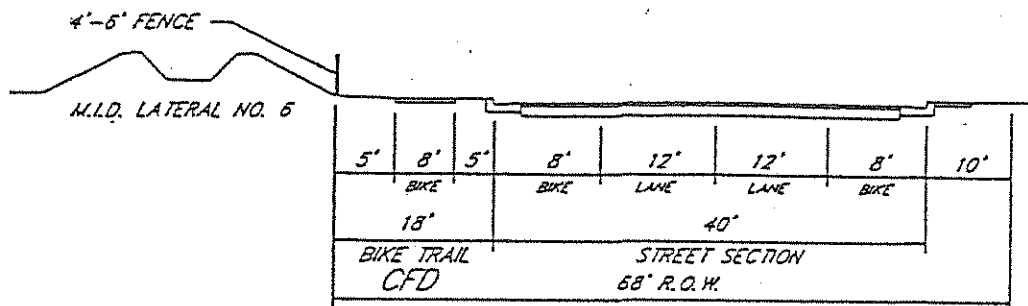 4'-6' FENCE
M.I.D. LATERAL NO. 6
5' 8' 5' 8' 12' 12' 8' 10'
BIKE BIKE LANE LANE BIKE
18' 40'
BIKE TRAIL STREET SECTION
CFD 68' R.O.W.